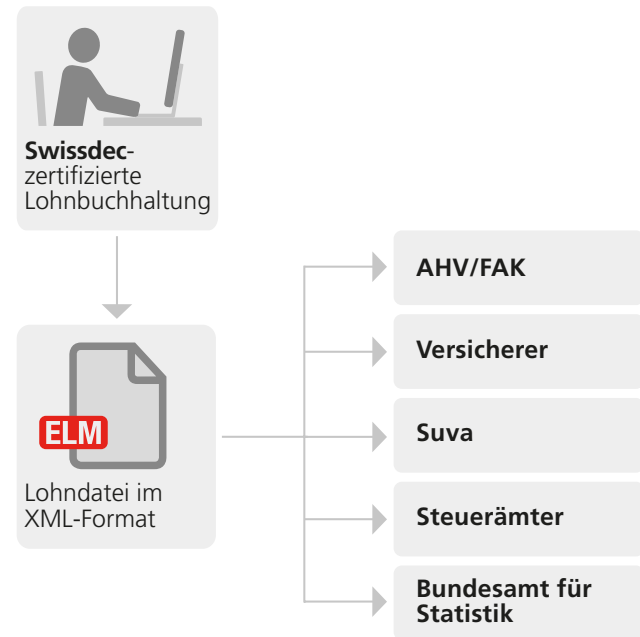 Swissdec-
zertifizierte
Lohnbuchhaltung
ELM
Lohndatei im
XML-Format
AHV/FAK
Versicherer
Suva
Steuerämter
Bundesamt für
Statistik